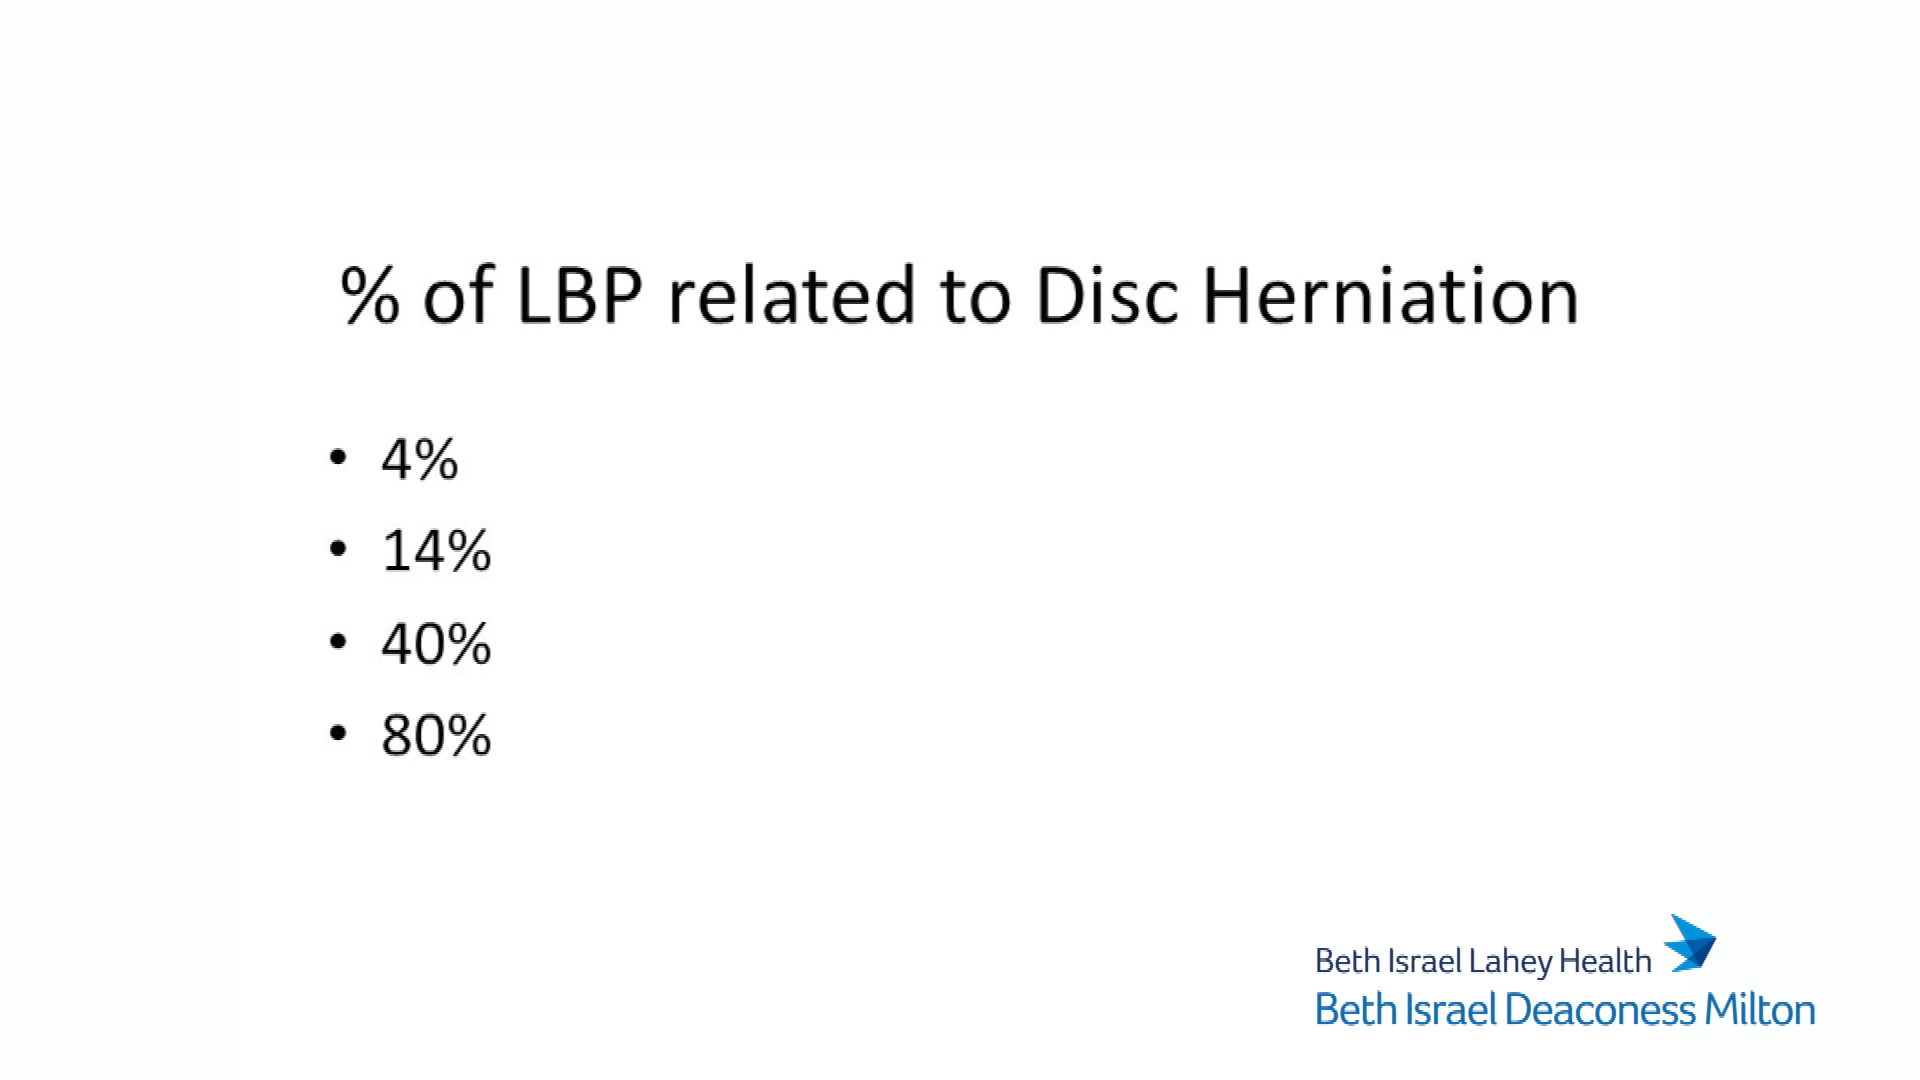 % of LBP related to Disc Herniation
• 4%
• 14%
• 40%
• 80%
Beth Israel Lahey Health
Beth Israel Deaconess Milton